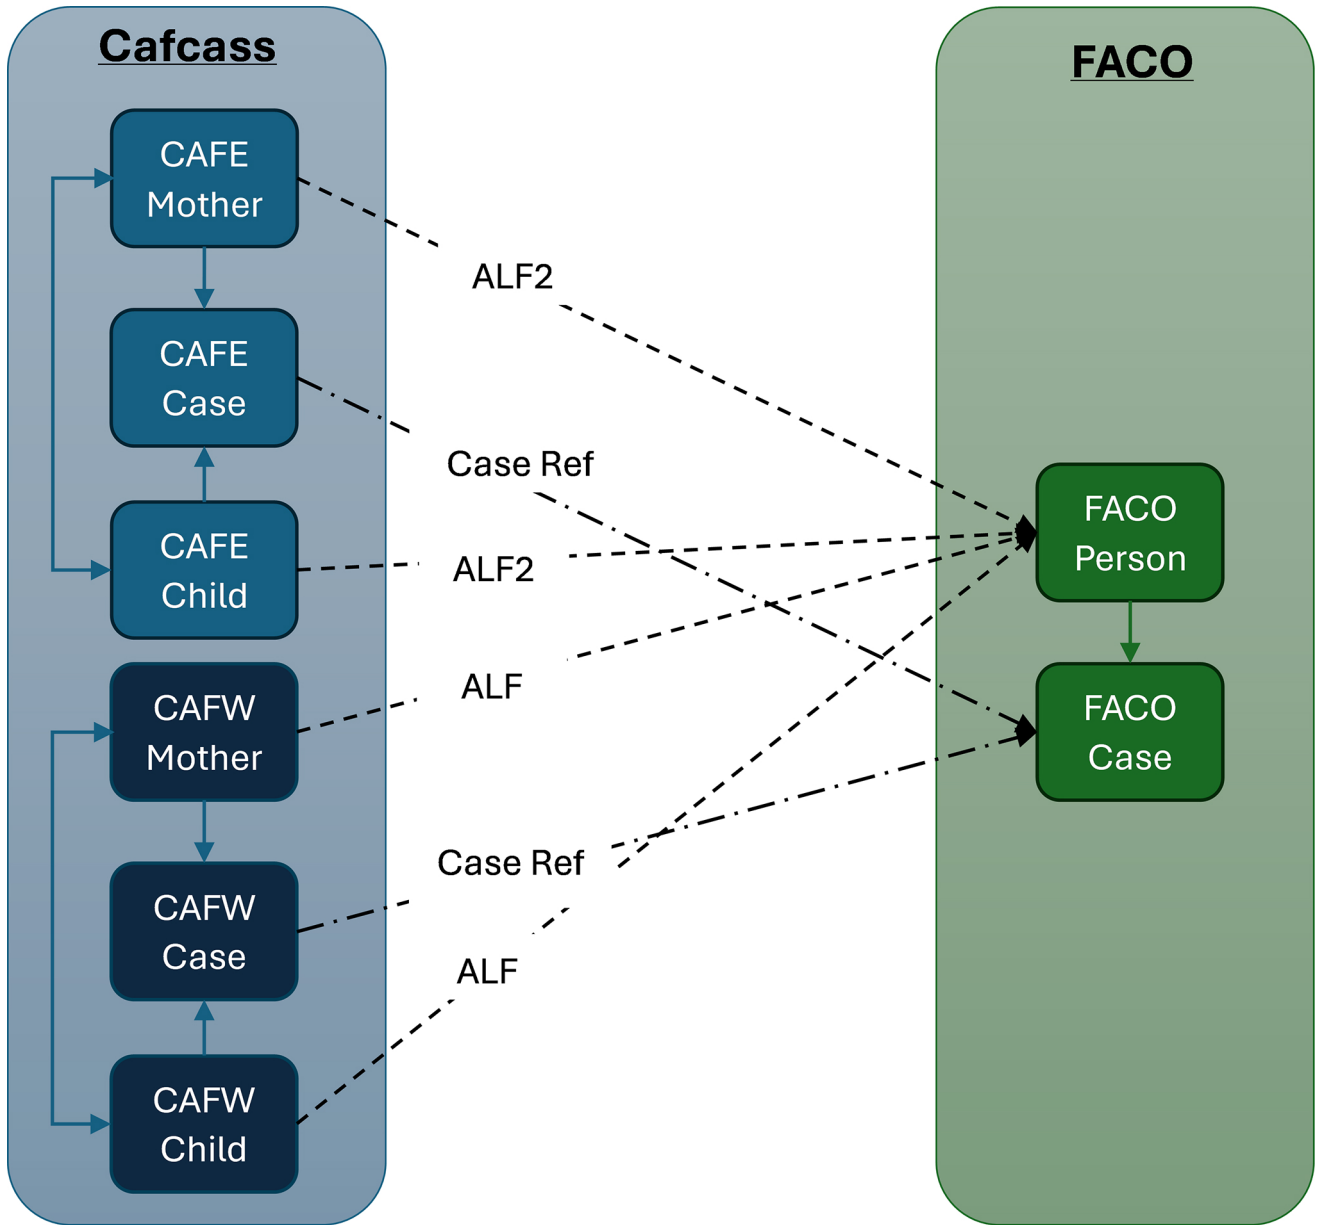 Cafcass
CAFE
Mother
CAFE
Case
CAFE
Child
CAFW
Mother
CAFW
Case
CAFW
Child
ALF2
Case Ref
ALF2
ALF
Case Ref
ALF
FACO
FACO
Person
FACO
Case